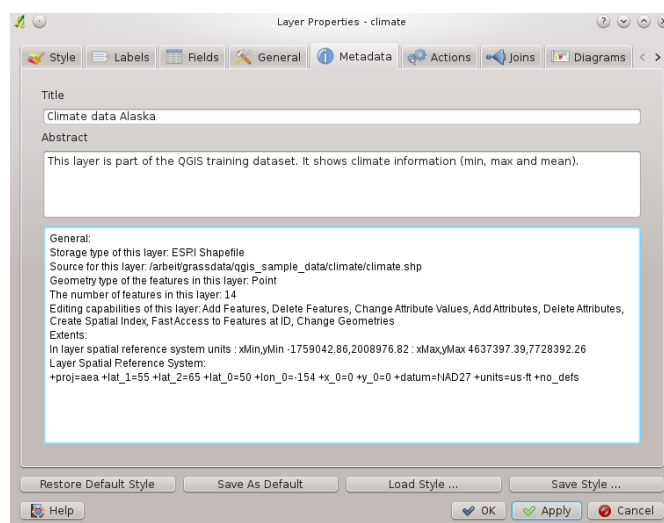 Layer Properties - climate
Style Labels Fields General Metadata Actions Joins Diagrams
Title
Climate data Alaska
Abstract
This layer is part of the QGIS training dataset. It shows climate information (min, max and mean).
General:
Storage type of this layer: ESRI Shapefile
Source for this layer: /arbeit/grassdata/qgis_sample_data/climate/climate.shp
Geometry type of the features in this layer: Point
The number of features in this layer: 14
Editing capabilities of this layer: Add Features, Delete Features, Change Attribute Values, Add Attributes, Delete Attributes,
Create Spatial Index, Fast Access to Features at ID, Change Geometries
Extents:
In layer spatial reference system units : xMin,yMin -1759042.86,2008976.82 : xMax,yMax 4637397.39,7728392.26
Layer Spatial Reference System:
+proj=aea +lat_1=55 +lat_2=65 +lat_0=50 +lon_0=-154 +x_0=0 +y_0=0 +datum=NAD27 +units=us-ft +no_defs
Restore Default Style Save As Default Load Style ... Save Style ...
Help OK Apply Cancel